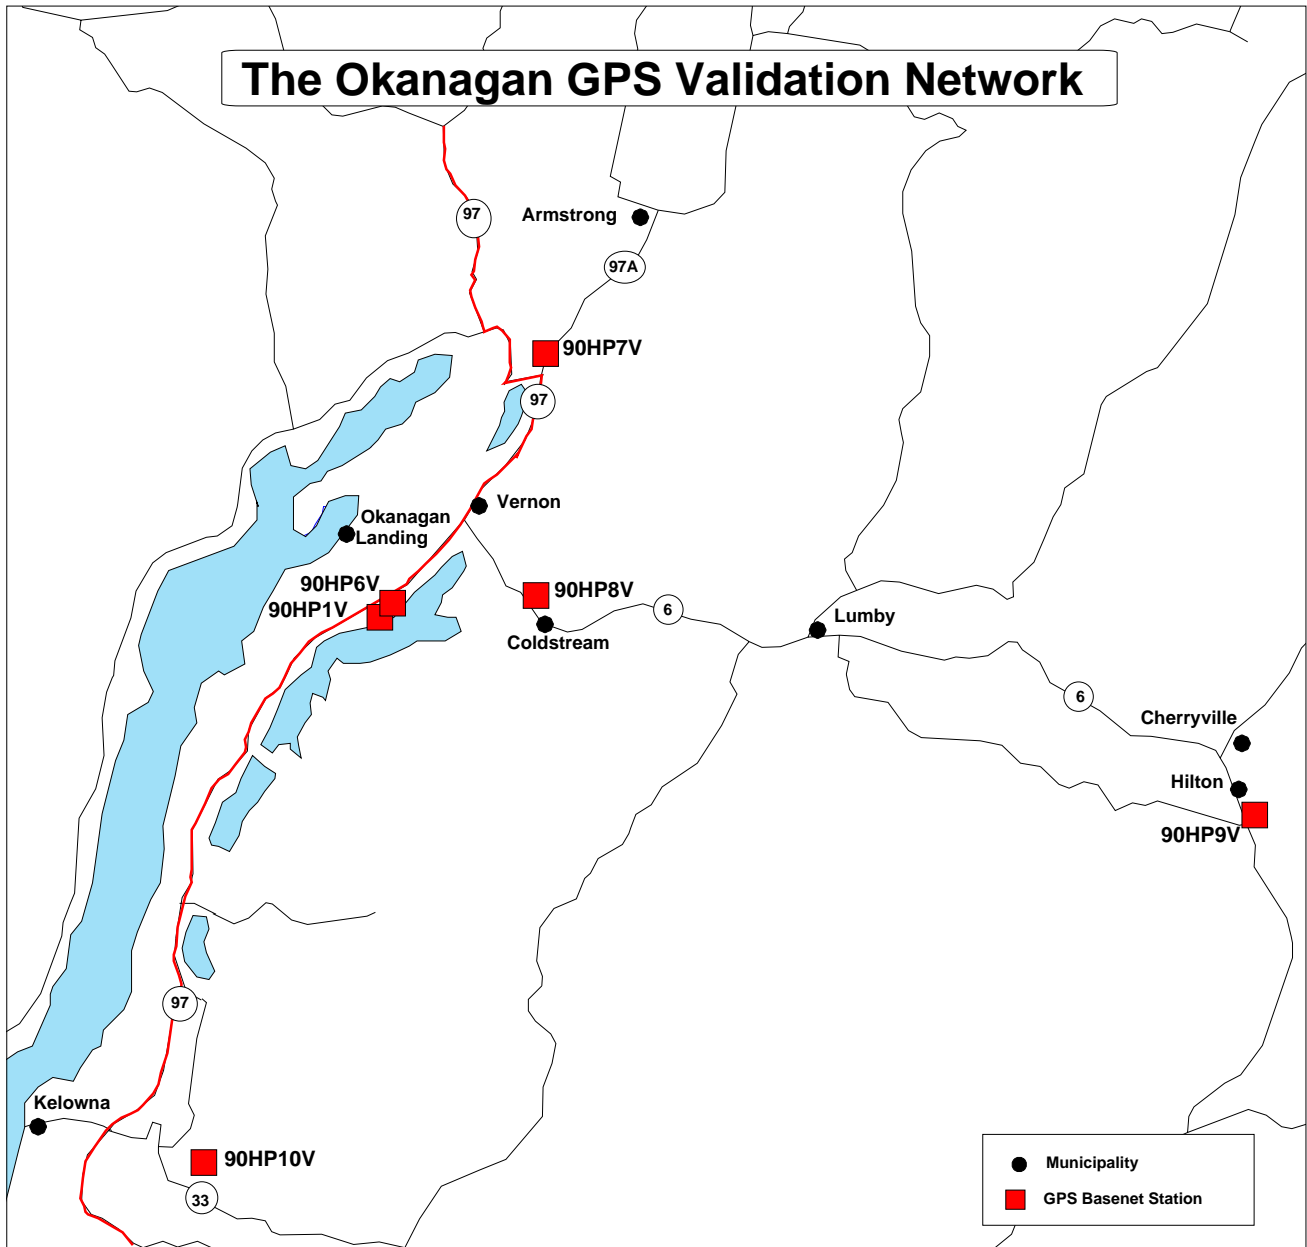 The Okanagan GPS Validation Network
97
Armstrong
97A
90HP7V
97
Vernon
Okanagan
Landing
90HP6V
90HP1V
90HP8V
6
Coldstream
Lumby
6
Cherryville
Hilton
90HP9V
97
Kelowna
90HP10V
33
Municipality
GPS Basenet Station